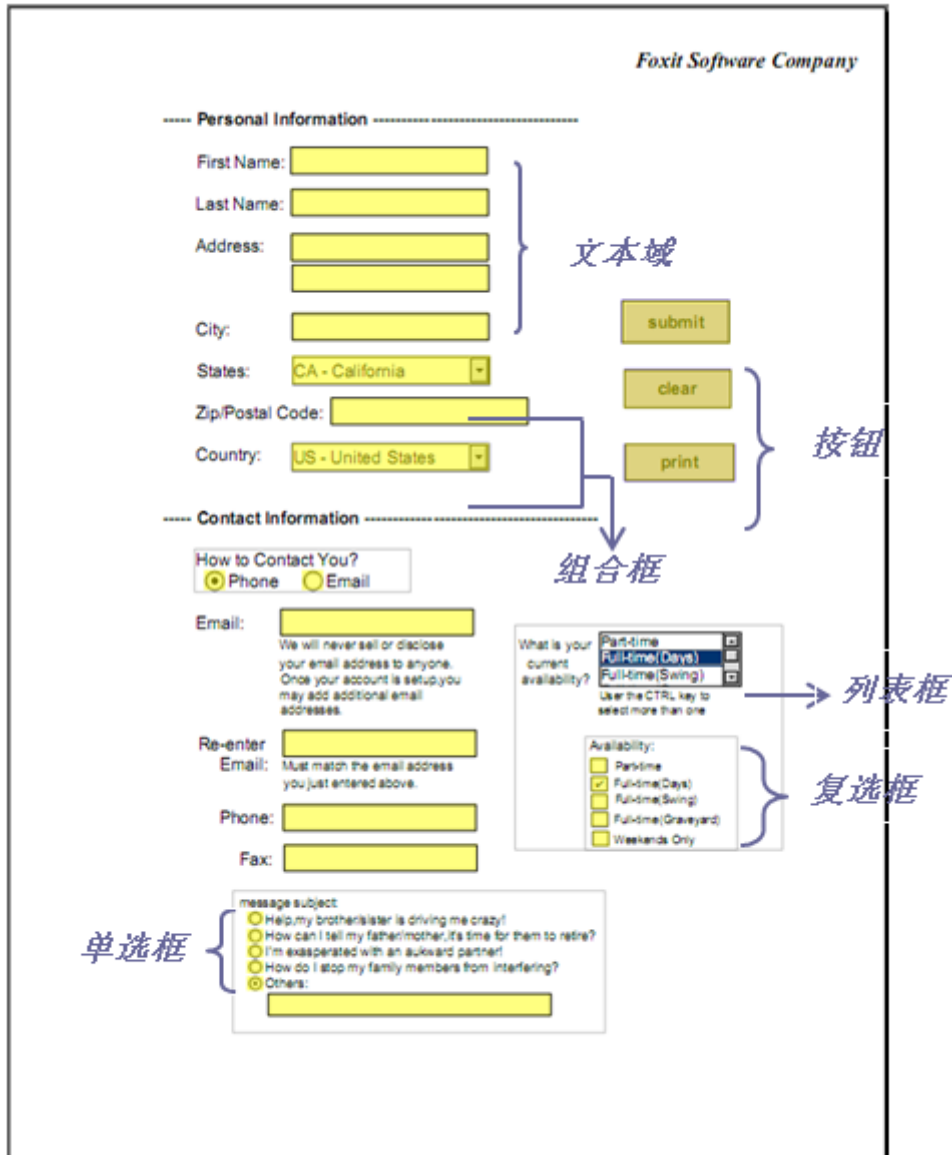 Foxit Software Company
----- Personal Information ------------------------------------
First Name:
Last Name:
Address:
文本域
City:
submit
States: CA - California
clear
Zip/Postal Code:
按钮
Country: US - United States
print
----- Contact Information -----------------------------------------
How to Contact You?
Phone Email
组合框
Email:
We will never sell or disclose
your email address to anyone.
Once your account is setup,you
may add additional email
addresses.
What is your
current
availability?
Part-time
Full-time(Days)
Full-time(Swing)
User the CTRL key to
select more than one
列表框
Re-enter
Email:
Must match the email address
you just entered above.
Availability:
Part-time
Full-time(Days)
Full-time(Swing)
Full-time(Graveyard)
Weekends Only
复选框
Phone:
Fax:
message subject:
Help,my brother/sister is driving me crazy!
How can I tell my father/mother,it's time for them to retire?
I'm exasperated with an aukward partner!
How do I stop my family members from interfering?
Others:
单选框